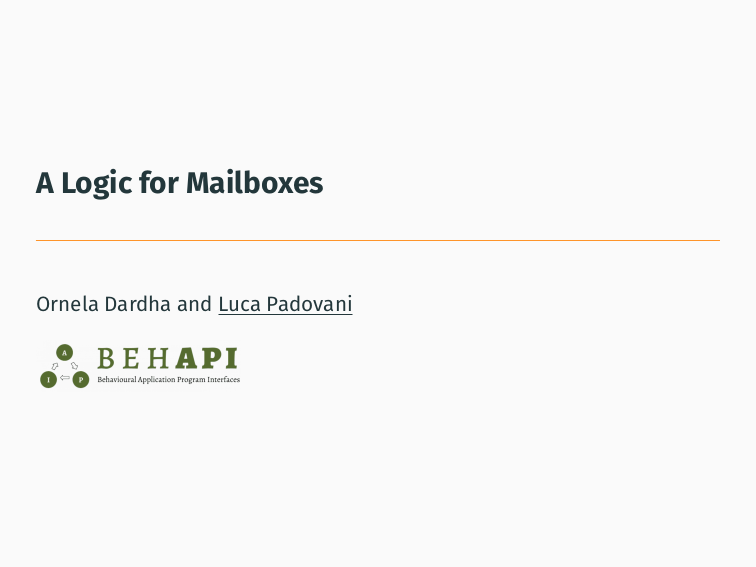 A Logic for Mailboxes
Ornela Dardha and Luca Padovani
A
I P
BEHAPI
Behavioural Application Program Interfaces